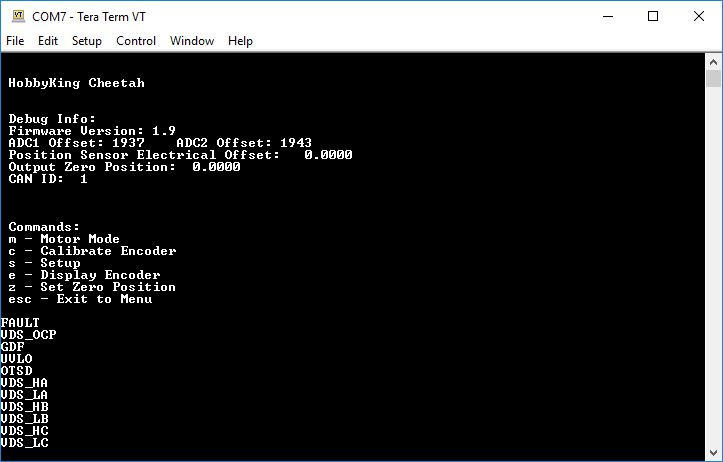 COM7 - Tera Term VT
File Edit Setup Control Window Help
HobbyKing Cheetah
Debug Info:
Firmware Version: 1.9
ADC1 Offset: 1937    ADC2 Offset: 1943
Position Sensor Electrical Offset:   0.0000
Output Zero Position:  0.0000
CAN ID:  1
Commands:
m - Motor Mode
c - Calibrate Encoder
s - Setup
e - Display Encoder
z - Set Zero Position
esc - Exit to Menu
FAULT
VDS_OCP
GDF
UVLO
OTSD
VDS_HA
VDS_LA
VDS_HB
VDS_LB
VDS_HC
VDS_LC